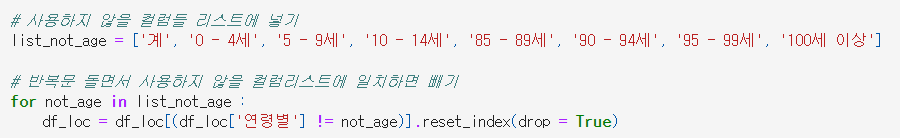 # 사용하지 않을 컬럼들 리스트에 넣기
list_not_age = ['계', '0 - 4세', '5 - 9세', '10 - 14세', '85 - 89세', '90 - 94세', '95 - 99세', '100세 이상']
# 반복문 돌면서 사용하지 않을 컬럼리스트에 일치하면 빼기
for not_age in list_not_age :
    df_loc = df_loc[(df_loc['연령별'] != not_age)].reset_index(drop = True)